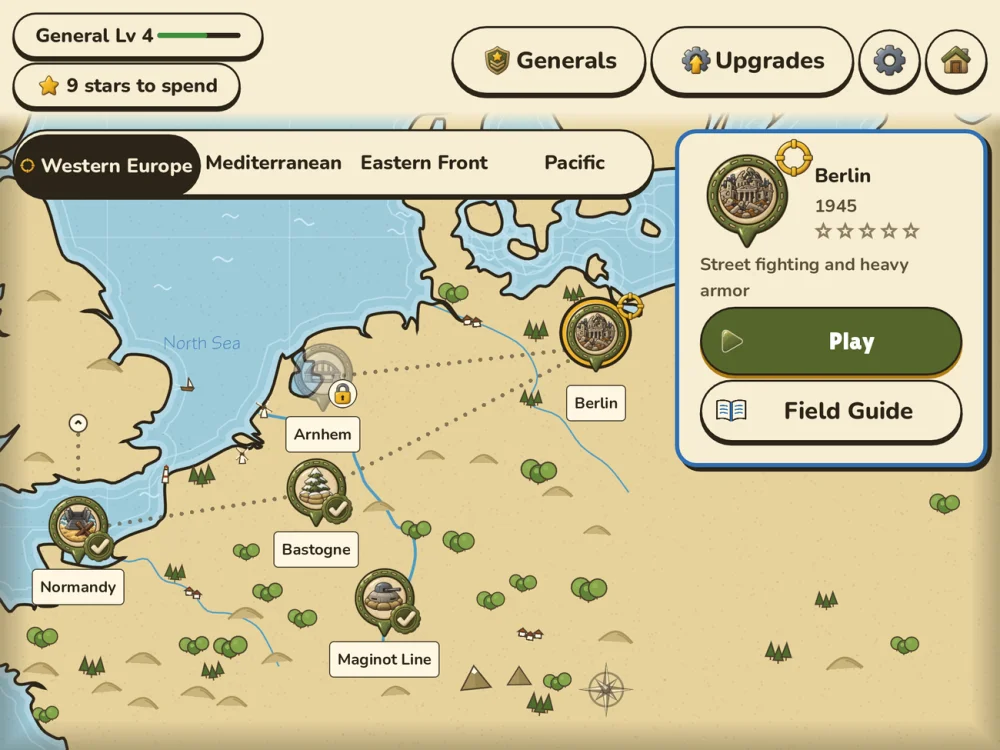 General Lv 4
9 stars to spend
Generals
Upgrades
Western Europe
Mediterranean
Eastern Front
Pacific
Berlin
1945
Street fighting and heavy
armor
Play
Field Guide
North Sea
Berlin
Arnhem
Bastogne
Normandy
Maginot Line